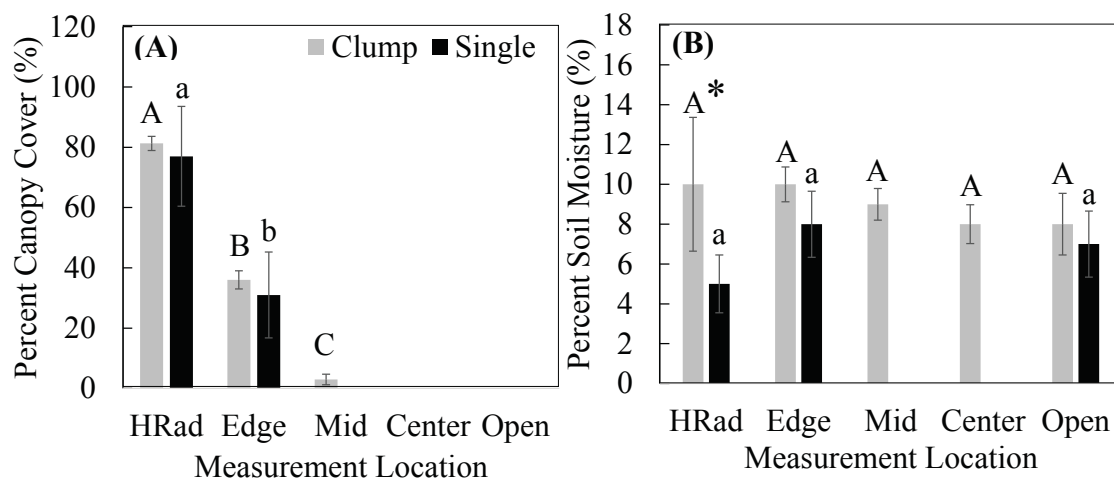 (A) Clump Single
Percent Canopy Cover (%)
120
100
80
60
40
20
0
A a
B b
C
HRad Edge Mid Center Open
Measurement Location
(B)
Percent Soil Moisture (%)
18
16
14
12
10
8
6
4
2
0
A * a
A a
A
A
A a
HRad Edge Mid Center Open
Measurement Location